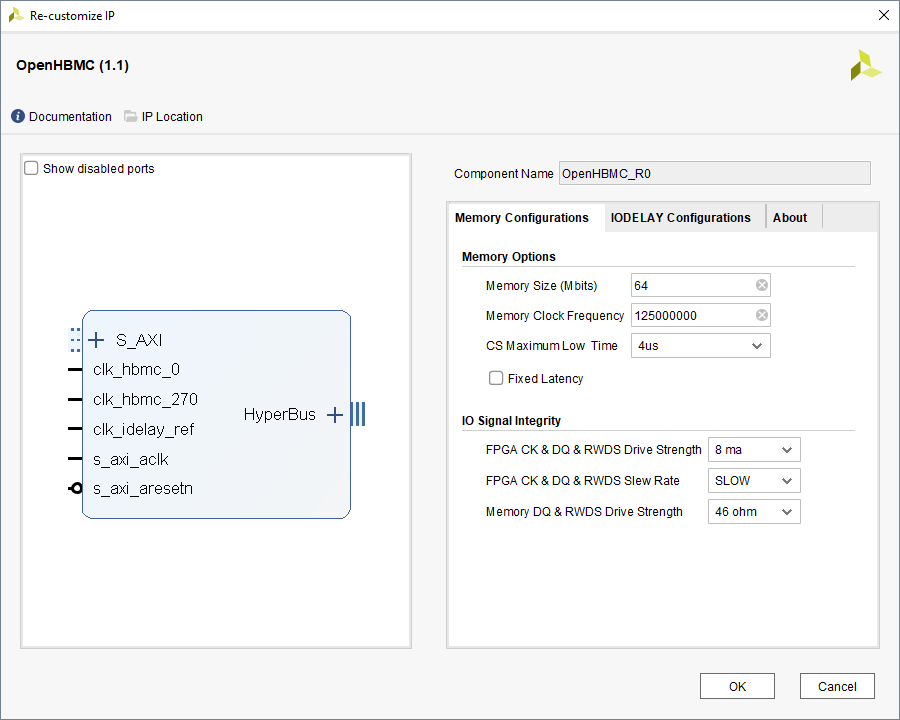 Re-customize IP
OpenHBMC (1.1)
Documentation
IP Location
Show disabled ports
S_AXI
clk_hbmc_0
clk_hbmc_270
clk_idelay_ref
s_axi_aclk
s_axi_aresetn
HyperBus
Component Name OpenHBMC_R0
Memory Configurations IODELAY Configurations About
Memory Options
Memory Size (Mbits) 64
Memory Clock Frequency 125000000
CS Maximum Low Time 4us
Fixed Latency
IO Signal Integrity
FPGA CK & DQ & RWDS Drive Strength 8 ma
FPGA CK & DQ & RWDS Slew Rate SLOW
Memory DQ & RWDS Drive Strength 46 ohm
OK Cancel